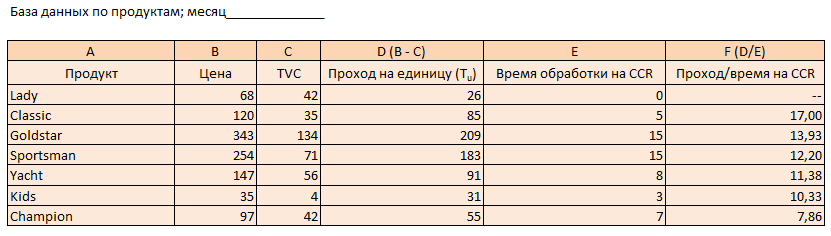 База данных по продуктам; месяц______________
A B C D (B - C) E F (D/E)
Продукт Цена TVC Проход на единицу (Tu) Время обработки на CCR Проход/время на CCR
Lady 68 42 26 0 --
Classic 120 35 85 5 17,00
Goldstar 343 134 209 15 13,93
Sportsman 254 71 183 15 12,20
Yacht 147 56 91 8 11,38
Kids 35 4 31 3 10,33
Champion 97 42 55 7 7,86